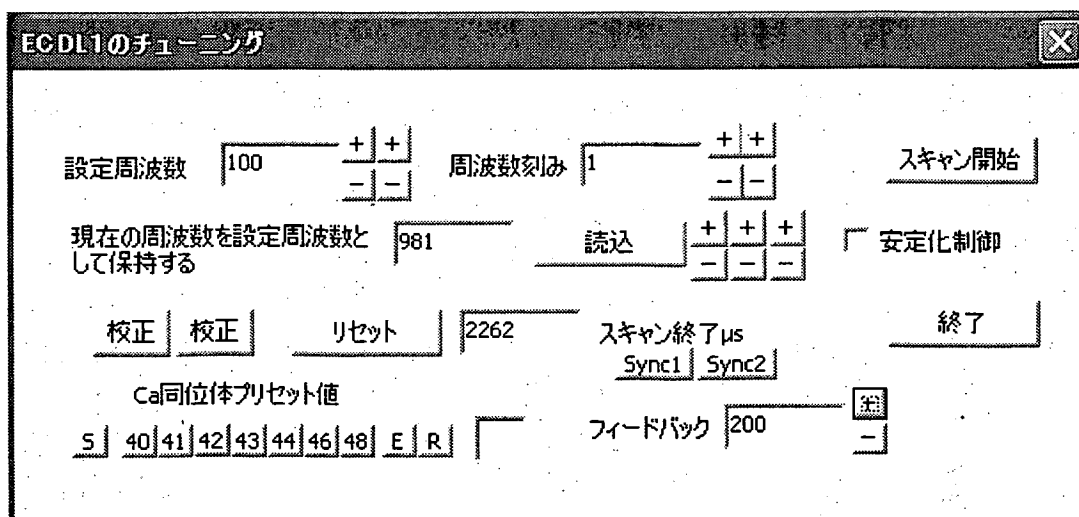 ECDL1のチューニング
設定周波数 100 + + - - 周波数刻み 1 + + - - スキャン開始
現在の周波数を設定周波数と
して保持する 981 読込 + + + - - - 安定化制御
校正 校正 リセット 2262 スキャン終了μs 終了
Sync1 Sync2
Ca同位体プリセット値
S 40 41 42 43 44 46 48 E R フィードバック 200 + -